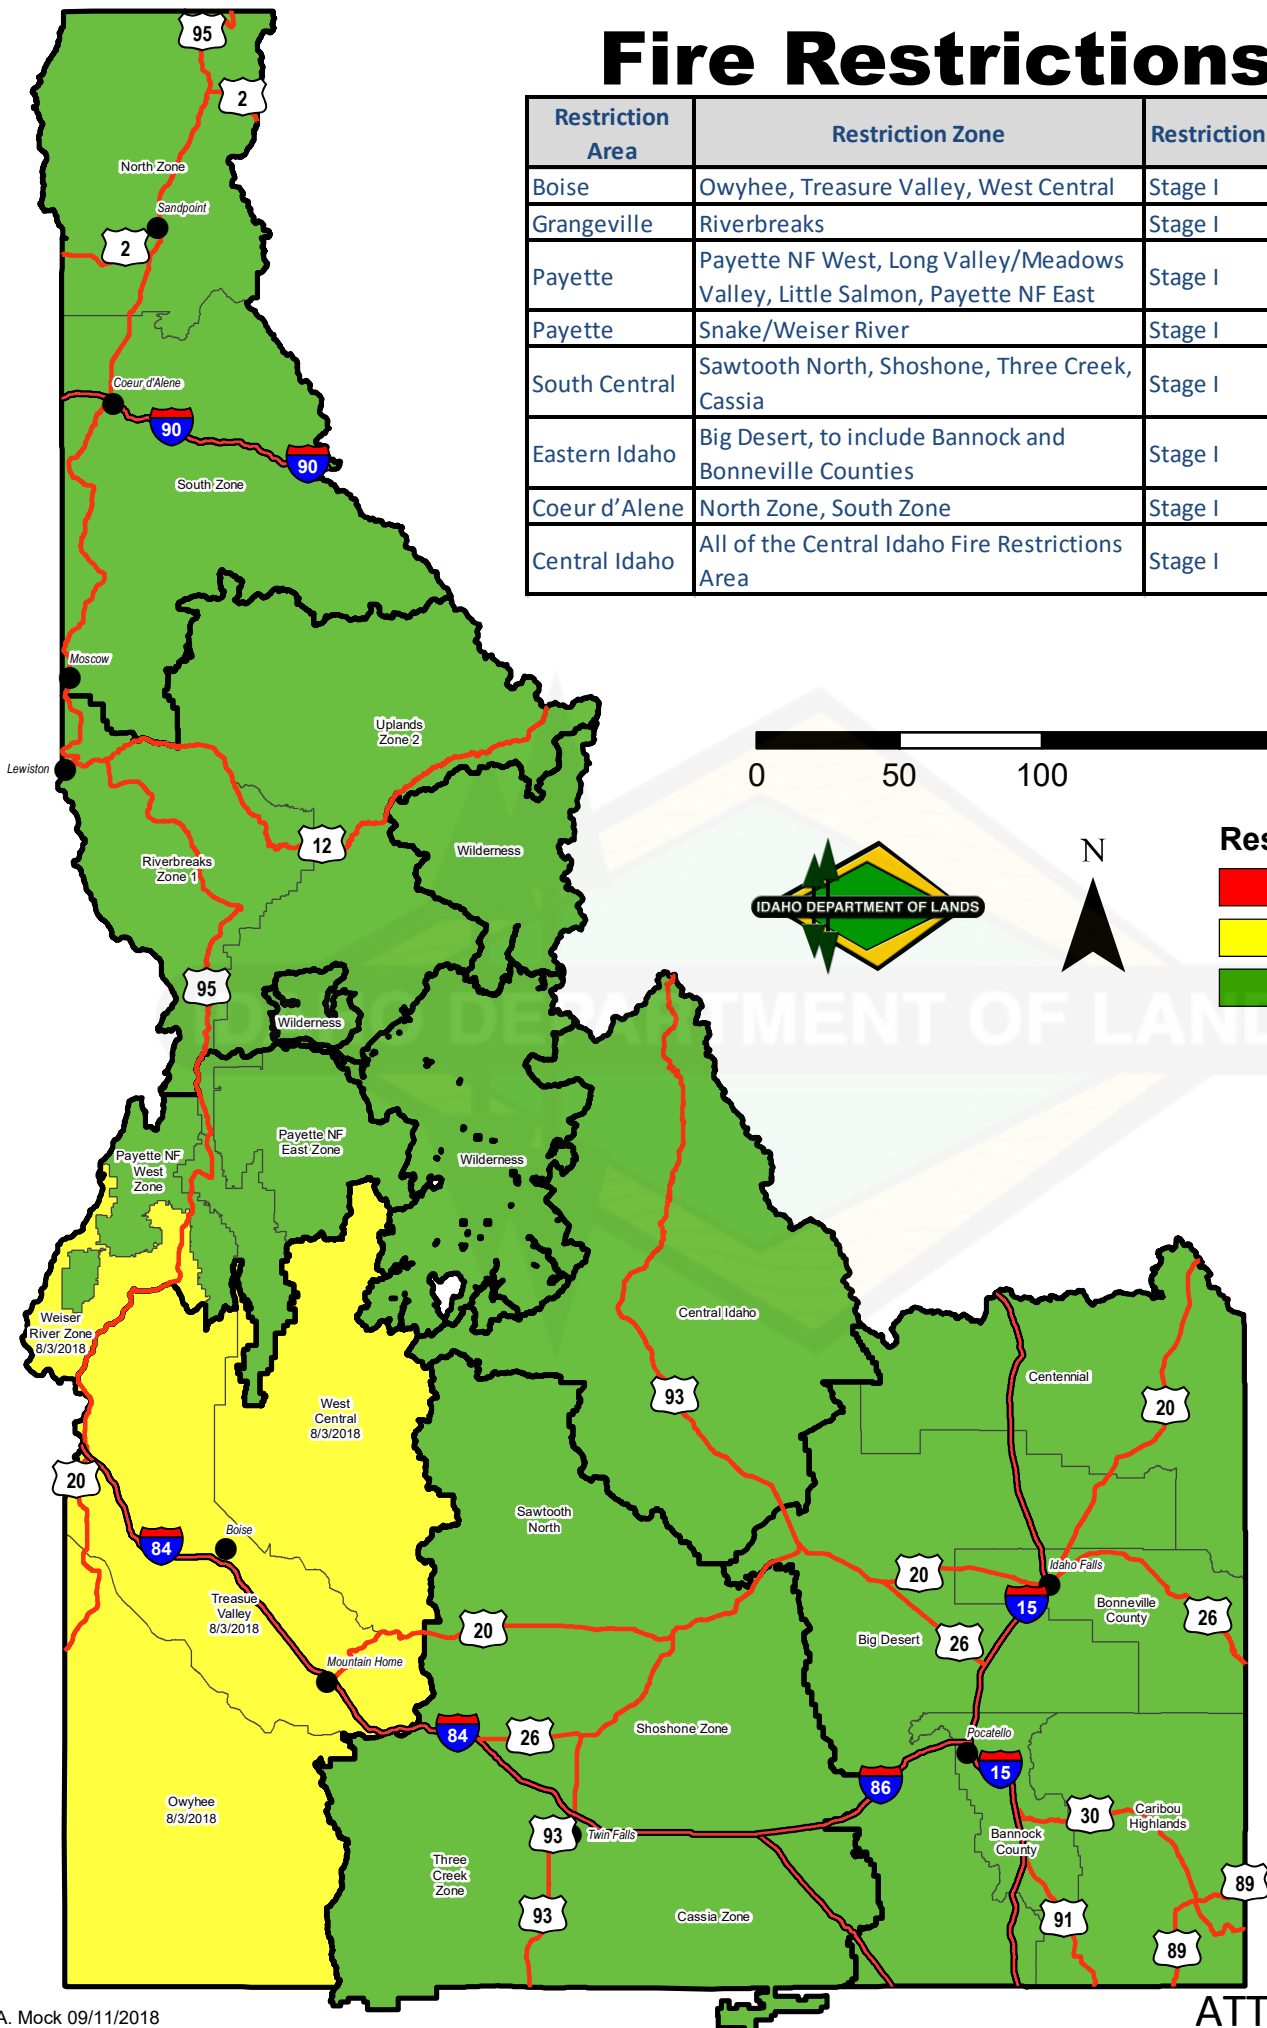 Fire Restrictions
Restriction
Area
Restriction Zone
Restriction
Boise
Owyhee, Treasure Valley, West Central
Stage I
Grangeville
Riverbreaks
Stage I
Payette
Payette NF West, Long Valley/Meadows
Valley, Little Salmon, Payette NF East
Stage I
Payette
Snake/Weiser River
Stage I
South Central
Sawtooth North, Shoshone, Three Creek,
Cassia
Stage I
Eastern Idaho
Big Desert, to include Bannock and
Bonneville Counties
Stage I
Coeur d’Alene
North Zone, South Zone
Stage I
Central Idaho
All of the Central Idaho Fire Restrictions
Area
Stage I
95
2
North Zone
Sandpoint
2
Coeur d'Alene
90
90
South Zone
Moscow
Uplands
Zone 2
Lewiston
0
50
100
12
Riverbreaks
Zone 1
Wilderness
N
Res
IDAHO DEPARTMENT OF LANDS
95
Wilderness
IDAHO DEPARTMENT OF LAND
Payette NF
East Zone
Payette NF
West
Zone
Wilderness
Weiser
River Zone
8/3/2018
Central Idaho
Centennial
93
20
West
Central
8/3/2018
20
Sawtooth
North
84
Boise
Idaho Falls
20
15
Treasue
Valley
8/3/2018
Bonneville
County
26
20
Big Desert
26
Mountain Home
84
26
Shoshone Zone
Pocatello
15
86
Owyhee
8/3/2018
30
Caribou
Highlands
93
Twin Falls
Bannock
County
Three
Creek
Zone
89
93
Cassia Zone
91
89
A. Mock 09/11/2018
ATT